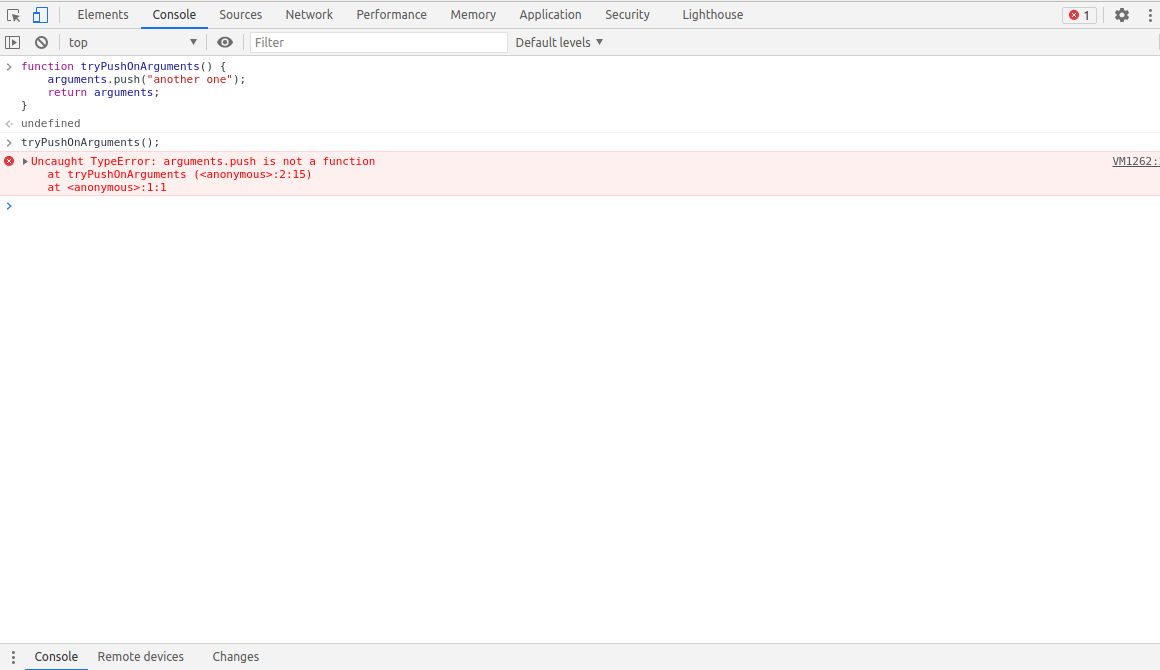 Elements Console Sources Network Performance Memory Application Security Lighthouse 1
top Filter Default levels
function tryPushOnArguments() {
    arguments.push("another one");
    return arguments;
}
undefined
tryPushOnArguments();
Uncaught TypeError: arguments.push is not a function VM1262:
    at tryPushOnArguments (<anonymous>:2:15)
    at <anonymous>:1:1
Console Remote devices Changes